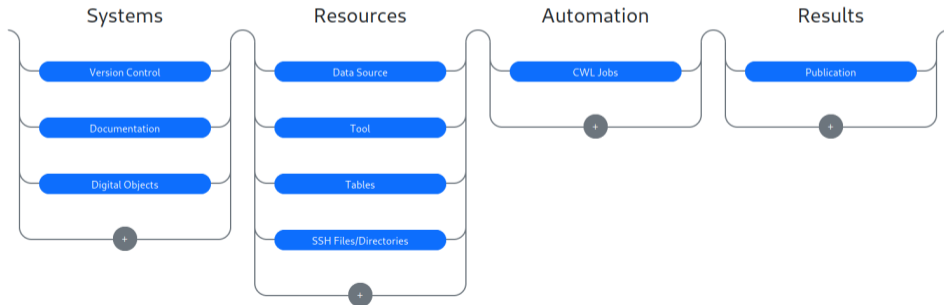 Systems
Resources
Automation
Results
Version Control
Data Source
CWL Jobs
Publication
Documentation
Tool
+
+
Digital Objects
Tables
+
SSH Files/Directories
+